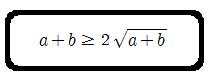 a + b ≥ 2 √(a + b)